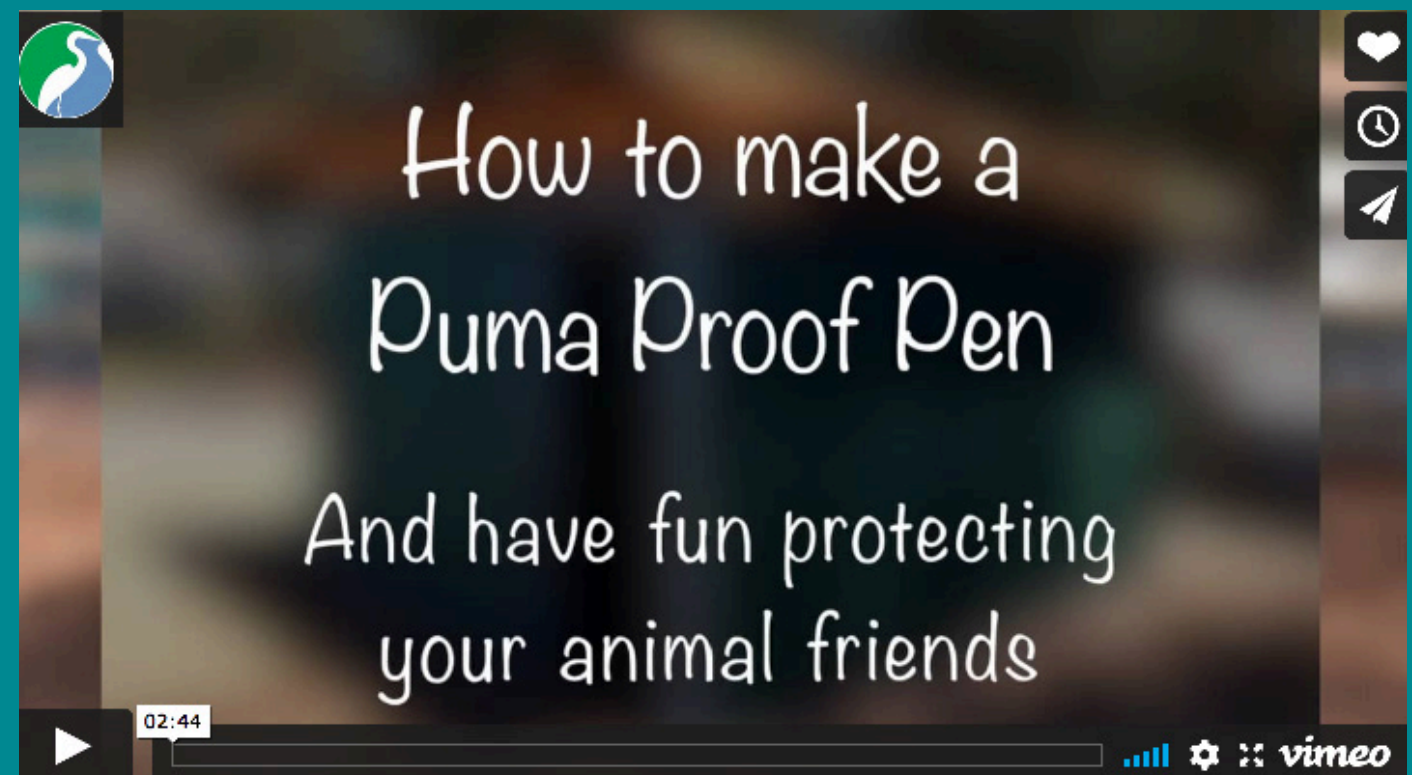 How to make a
Puma Proof Pen
And have fun protecting
your animal friends
02:44
vimeo